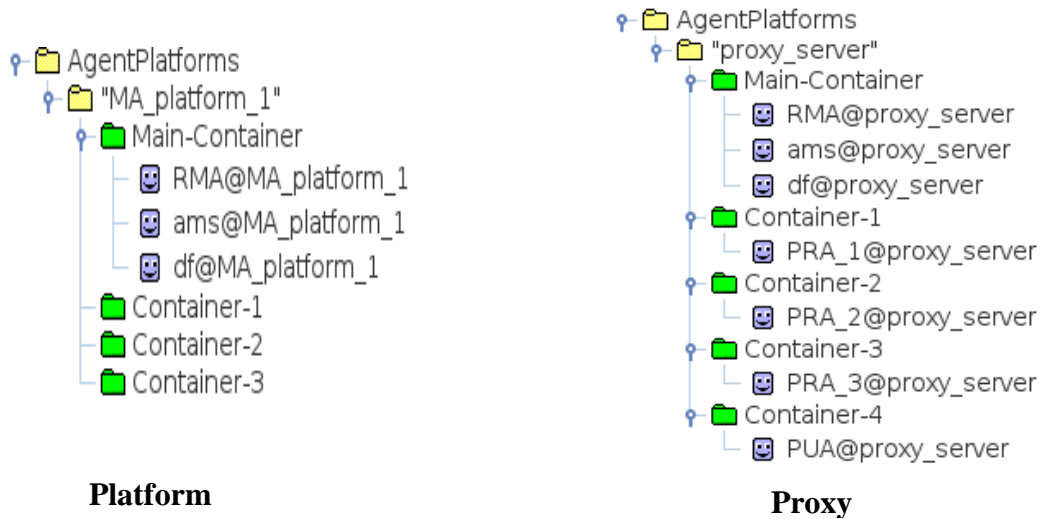 AgentPlatforms
"MA_platform_1"
Main-Container
RMA@MA_platform_1
ams@MA_platform_1
df@MA_platform_1
Container-1
Container-2
Container-3
Platform
AgentPlatforms
"proxy_server"
Main-Container
RMA@proxy_server
ams@proxy_server
df@proxy_server
Container-1
PRA_1@proxy_server
Container-2
PRA_2@proxy_server
Container-3
PRA_3@proxy_server
Container-4
PUA@proxy_server
Proxy